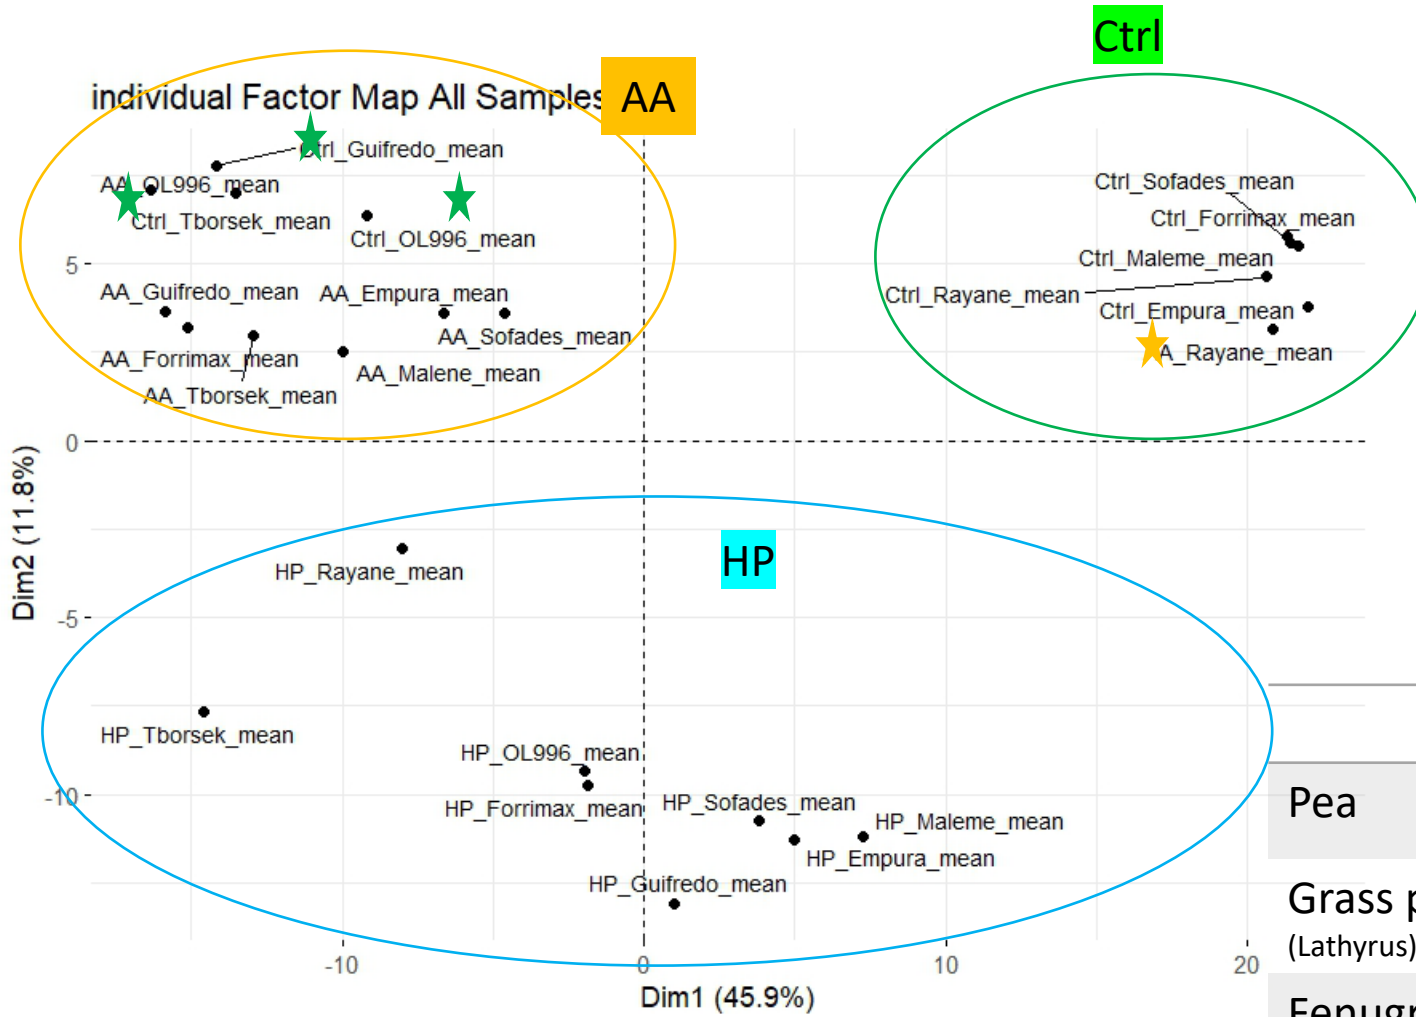 Ctrl
individual Factor Map All Samples
AA
Ctrl_Guifredo_mean
AA_OL996_mean
Ctrl_Tborsek_mean
Ctrl_OL996_mean
Ctrl_Sofades_mean
Ctrl_Forrimax_mean
Ctrl_Maleme_mean
Ctrl_Rayane_mean
Ctrl_Empura_mean
A_Rayane_mean
5
AA_Guifredo_mean
AA_Empura_mean
AA_Sofades_mean
AA_Forrimax_mean
AA_Malene_mean
AA_Tborsek_mean
0
Dim2 (11.8%)
HP
HP_Rayane_mean
-5
HP_Tborsek_mean
HP_OL996_mean
-10
HP_Forrimax_mean
HP_Sofades_mean
HP_Maleme_mean
HP_Empura_mean
HP_Guifredo_mean
Pea
Grass p
(Lathyrus)
Fenugr
-10
0
10
20
Dim1 (45.9%)